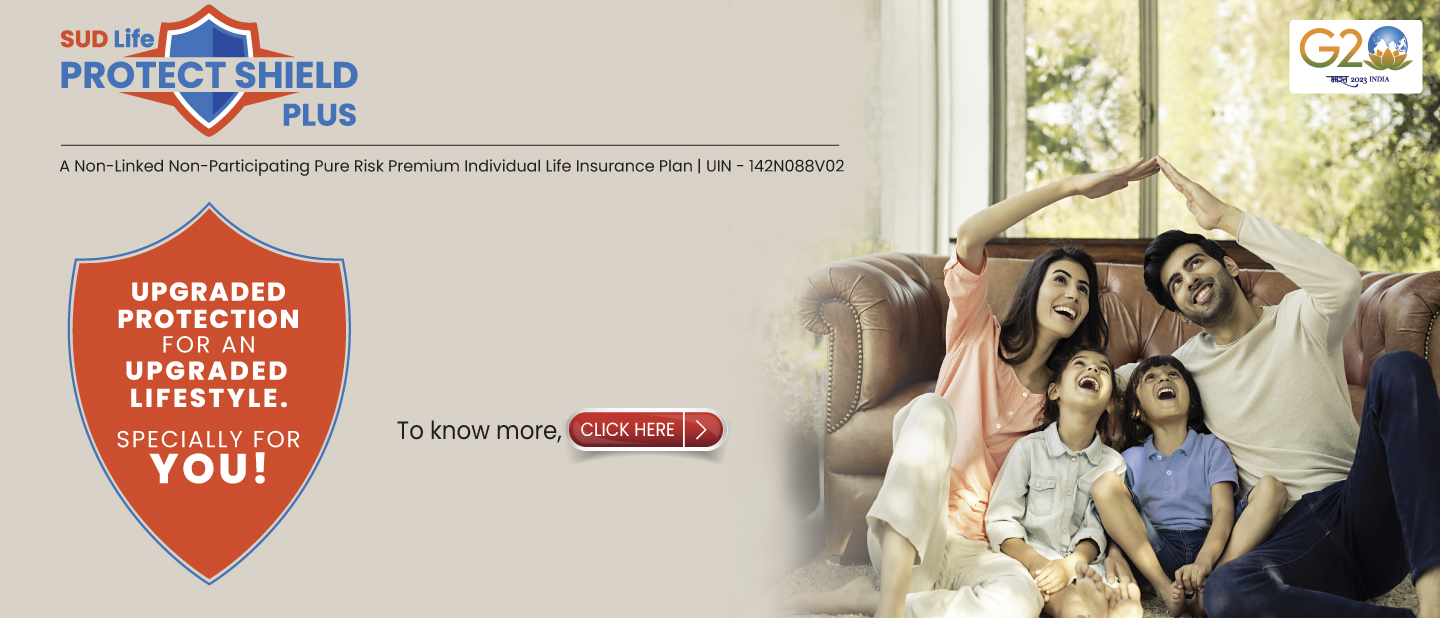 SUD Life
PROTECT SHIELD
PLUS
A Non-Linked Non-Participating Pure Risk Premium Individual Life Insurance Plan | UIN - 142N088V02
UPGRADED
PROTECTION
FOR AN
UPGRADED
LIFESTYLE.
SPECIALLY FOR
YOU!
To know more, CLICK HERE
G20
भारत 2023 INDIA